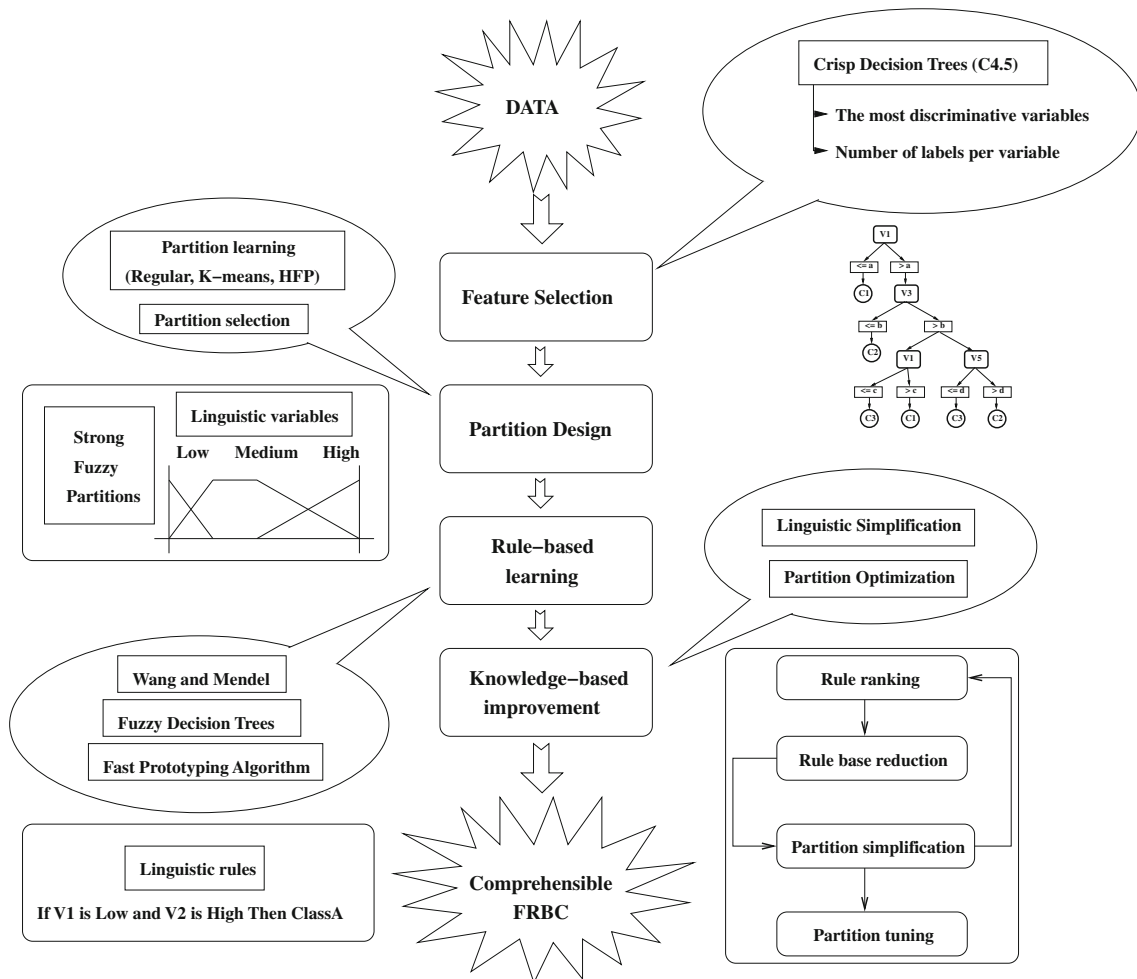 DATA
Crisp Decision Trees (C4.5)
The most discriminative variables
Number of labels per variable
Partition learning
(Regular, K−means, HFP)
Partition selection
Feature Selection
V1
<= a
> a
C1
V3
<= b
> b
C2
V1
V5
<= c
> c
<= d
> d
C3
C1
C3
C2
Strong
Fuzzy
Partitions
Linguistic variables
Low Medium High
Partition Design
Rule−based
learning
Linguistic Simplification
Partition Optimization
Wang and Mendel
Fuzzy Decision Trees
Fast Prototyping Algorithm
Knowledge−based
improvement
Rule ranking
Rule base reduction
Partition simplification
Partition tuning
Linguistic rules
If V1 is Low and V2 is High Then ClassA
Comprehensible
FRBC